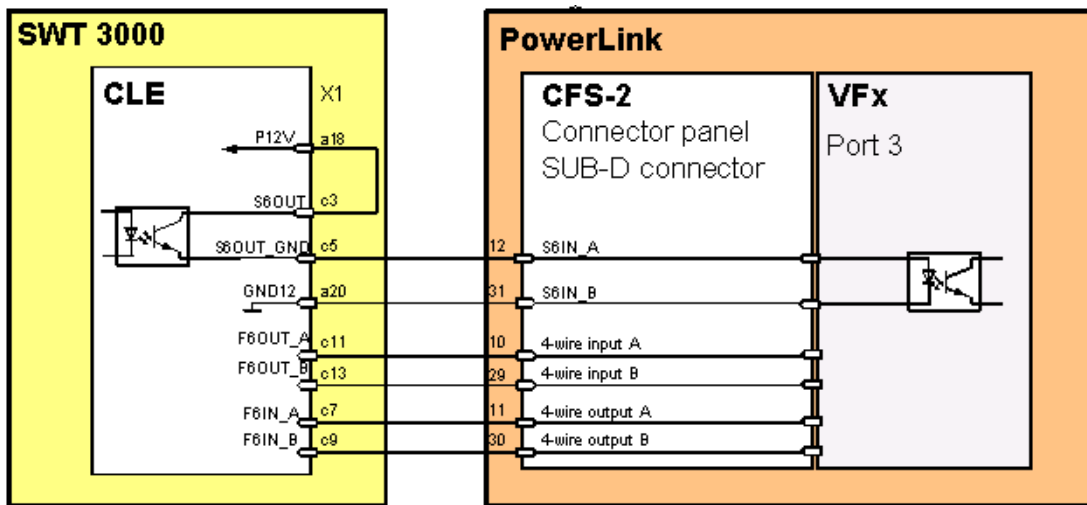 SWT 3000
CLE
X1
P12V
a18
S6OUT
c3
S6OUT_GND
c5
GND12
a20
F6OUT_A
c11
F6OUT_B
c13
F6IN_A
c7
F6IN_B
c9
PowerLink
CFS-2
Connector panel
SUB-D connector
VFx
Port 3
12
S6IN_A
31
S6IN_B
10
4-wire input A
29
4-wire input B
11
4-wire output A
30
4-wire output B